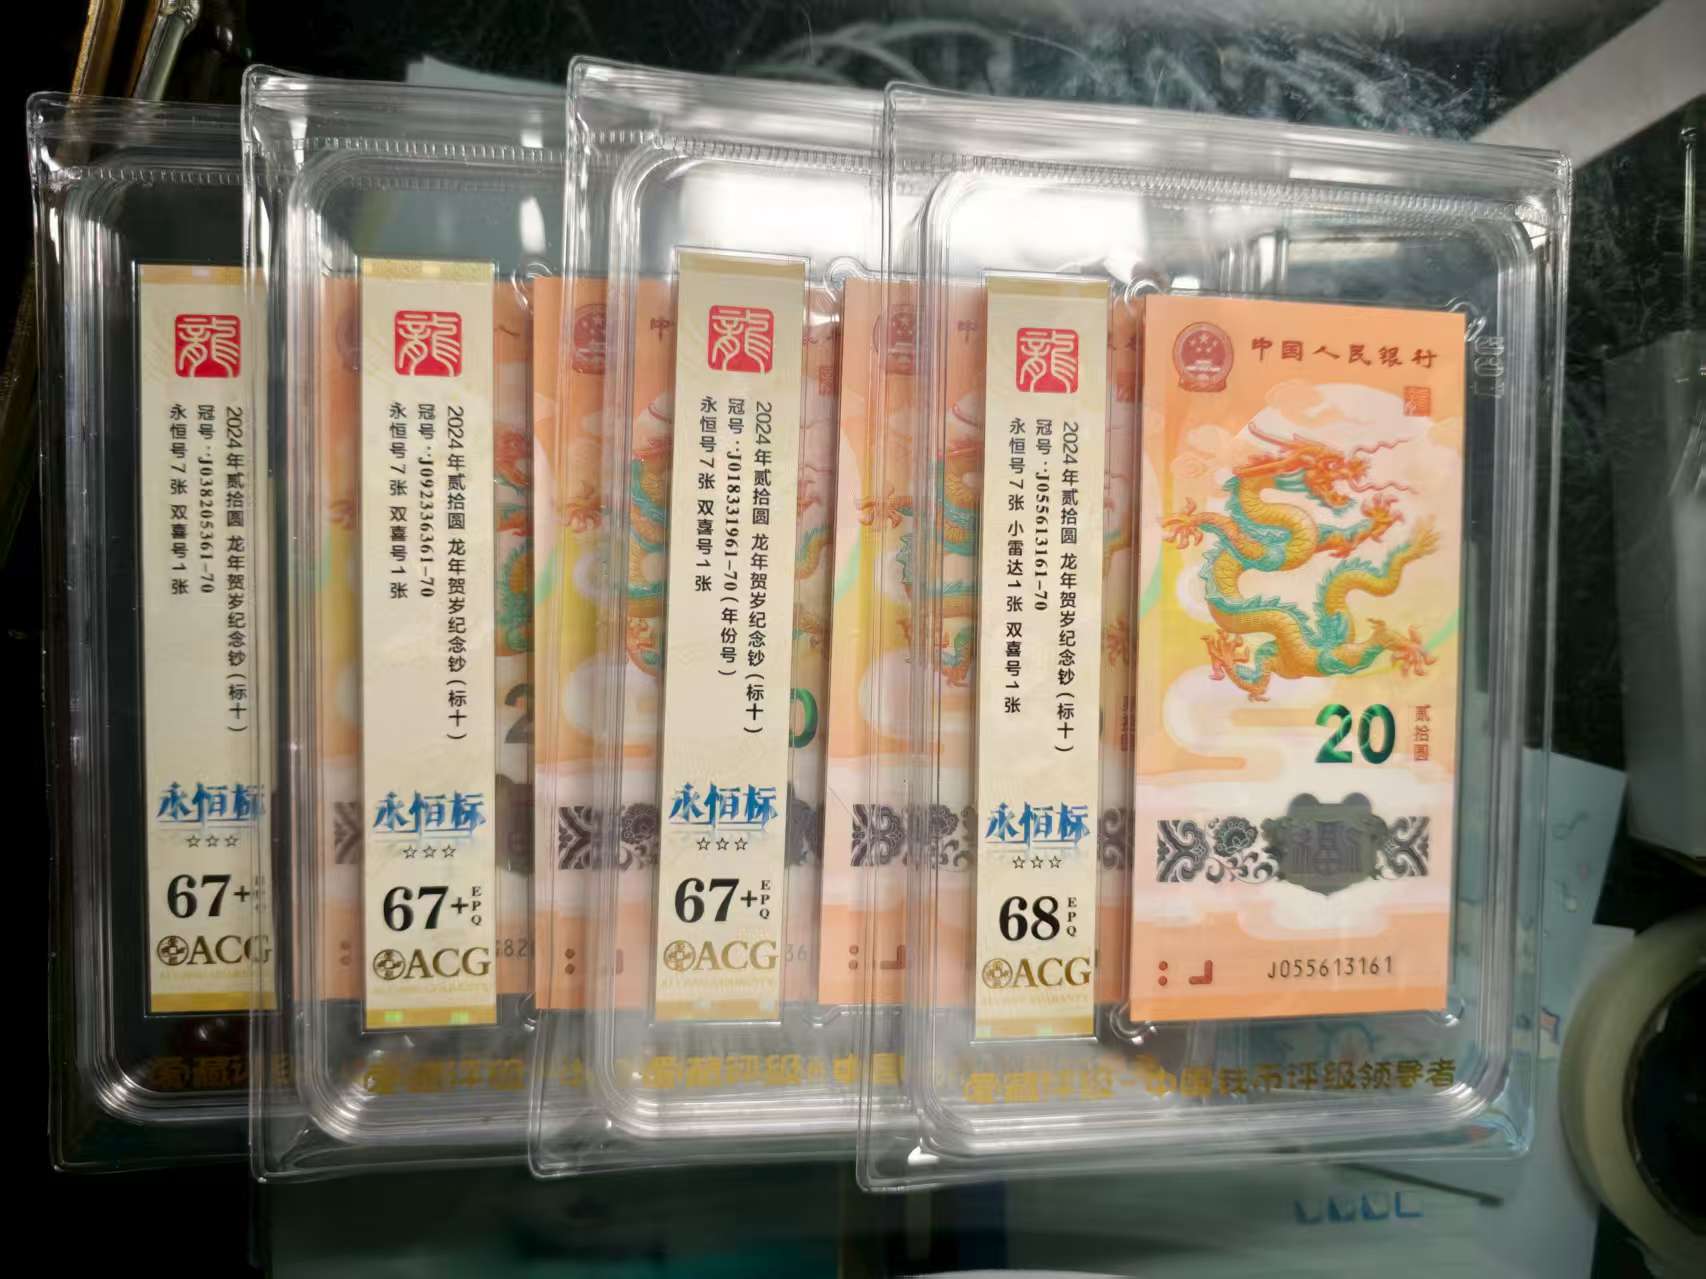 龍
2024年贰拾圆 龙年贺岁纪念钞(标十)
冠号:J038205361-70
永恒号7张 双喜号1张
永恒标
☆☆☆
67+
ACG
龍
2024年贰拾圆 龙年贺岁纪念钞(标十)
冠号:J092336361-70
永恒号7张 双喜号1张
永恒标
☆☆☆
67+ EPQ
ACG
龍
2024年贰拾圆 龙年贺岁纪念钞(标十)
冠号:J018331961-70(年份号)
永恒号7张 双喜号1张
永恒标
☆☆☆
67+ EPQ
ACG
龍
2024年贰拾圆 龙年贺岁纪念钞(标十)
冠号:J055613161-70
永恒号7张 小雷达1张 双喜号1张
永恒标
☆☆☆
68 EPQ
ACG
中国人民银行
20
贰拾圆
J055613161
爱藏评级-中国钱币评级领导者